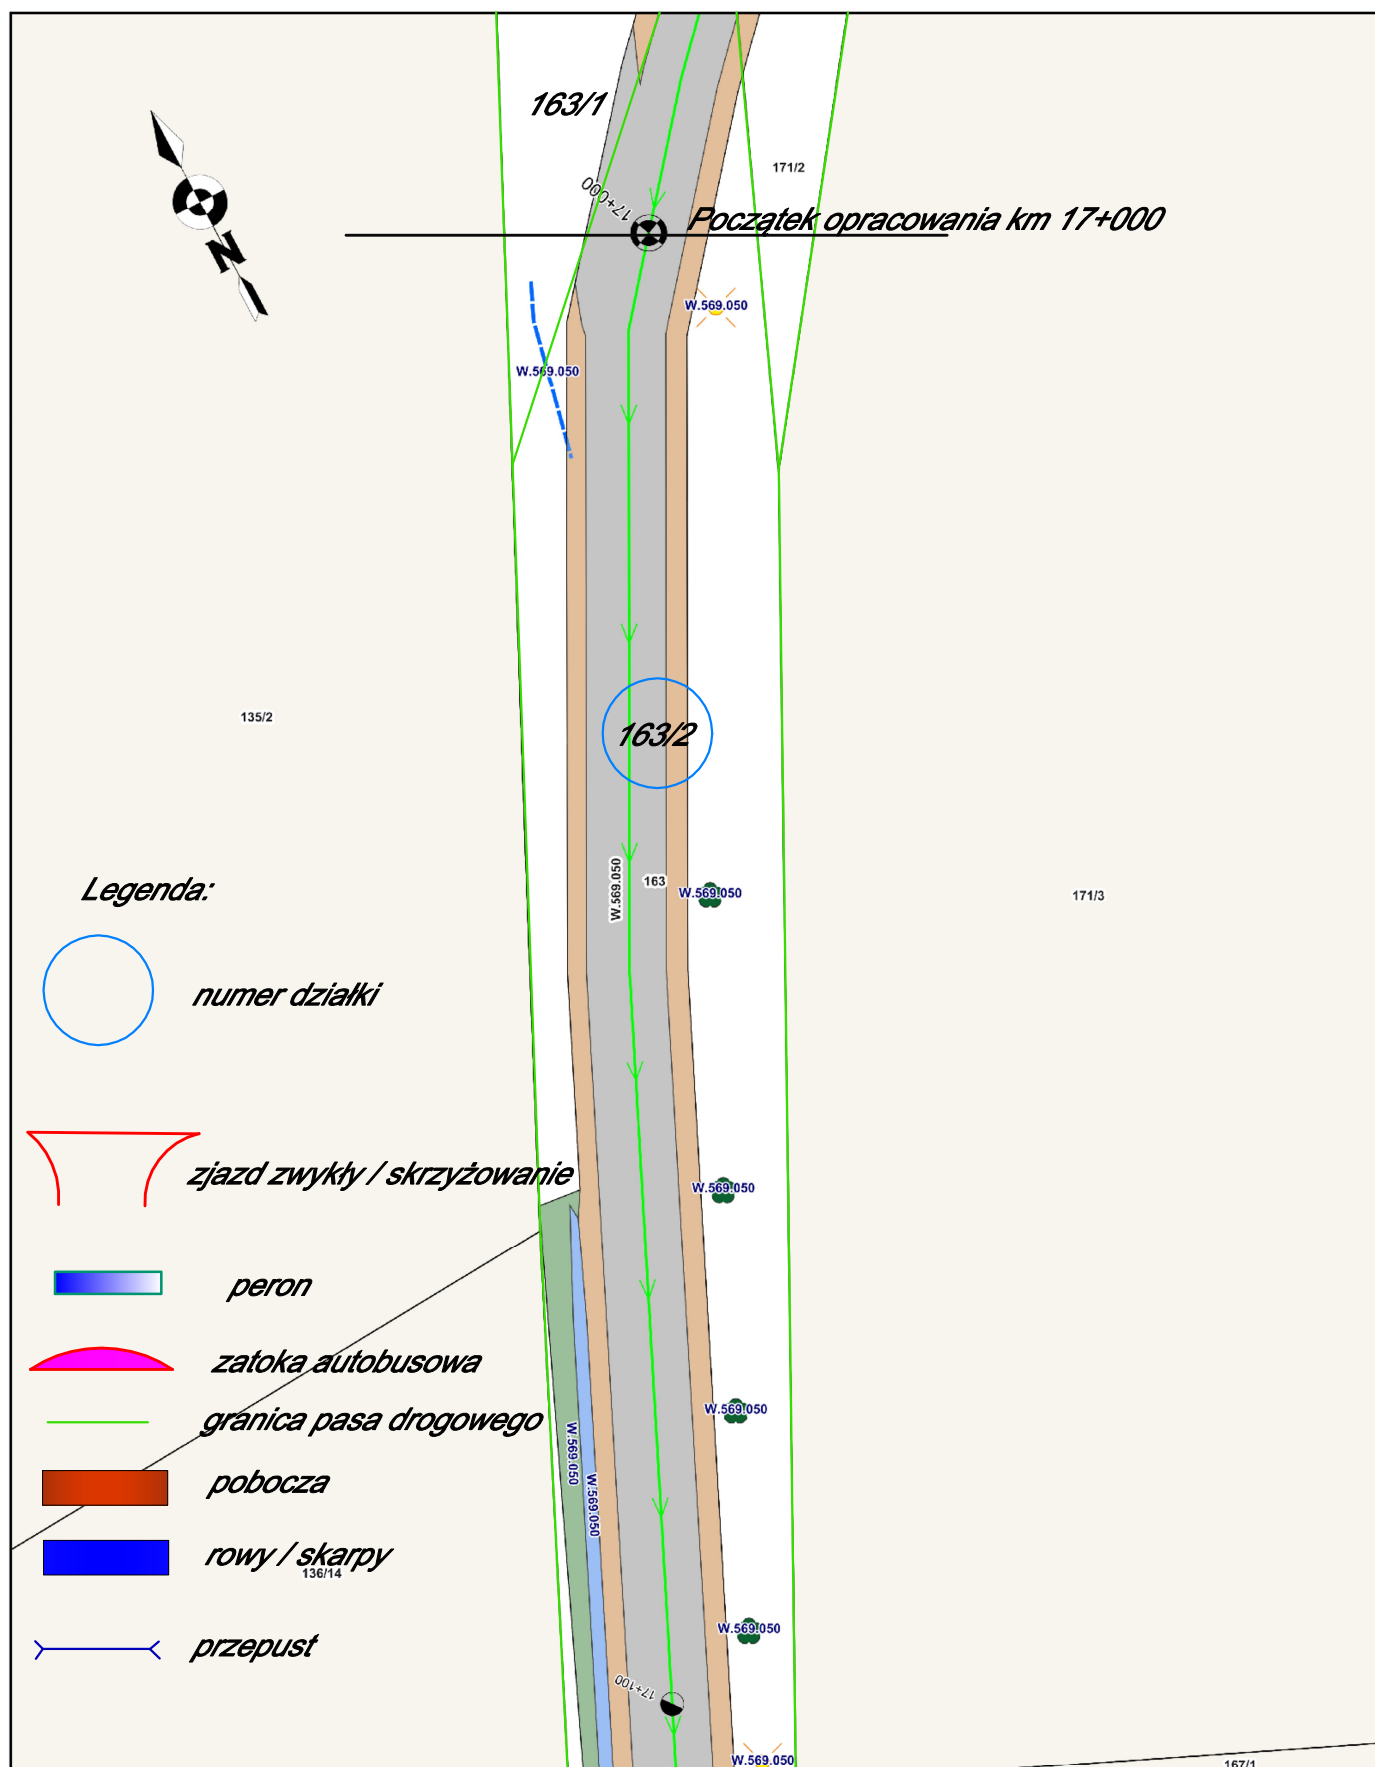 163/1
171/2
17+000
Początek opracowania km 17+000
N
W.569.050
W.569.050
163/2
135/2
W.569.050
163
W.569.050
171/3
Legenda:
numer działki
zjazd zwykły / skrzyżowanie
W.569.050
peron
zatoka autobusowa
granica pasa drogowego
W.569.050
W.569.050
W.569.050
pobocza
rowy / skarpy
136/14
przepust
W.569.050
17+100
W.569.050
167/1